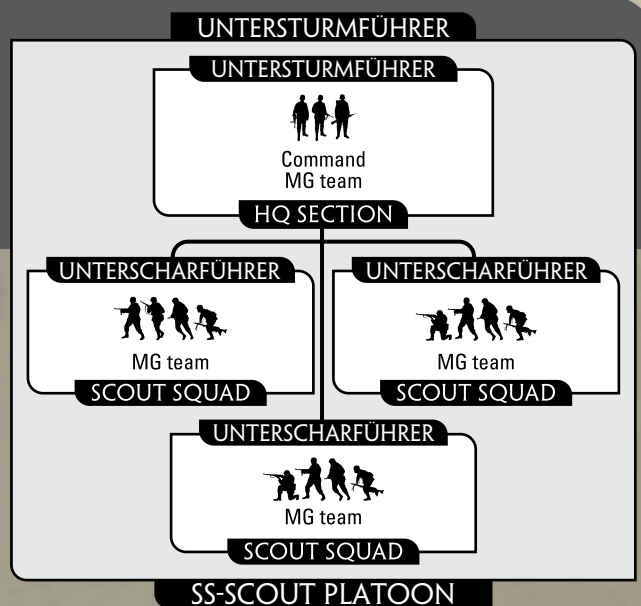 UNTERSTURMFÜHRER
UNTERSTURMFÜHRER
Command
MG team
HQ SECTION
UNTERSCHARFÜHRER
MG team
SCOUT SQUAD
UNTERSCHARFÜHRER
MG team
SCOUT SQUAD
UNTERSCHARFÜHRER
MG team
SCOUT SQUAD
SS-SCOUT PLATOON